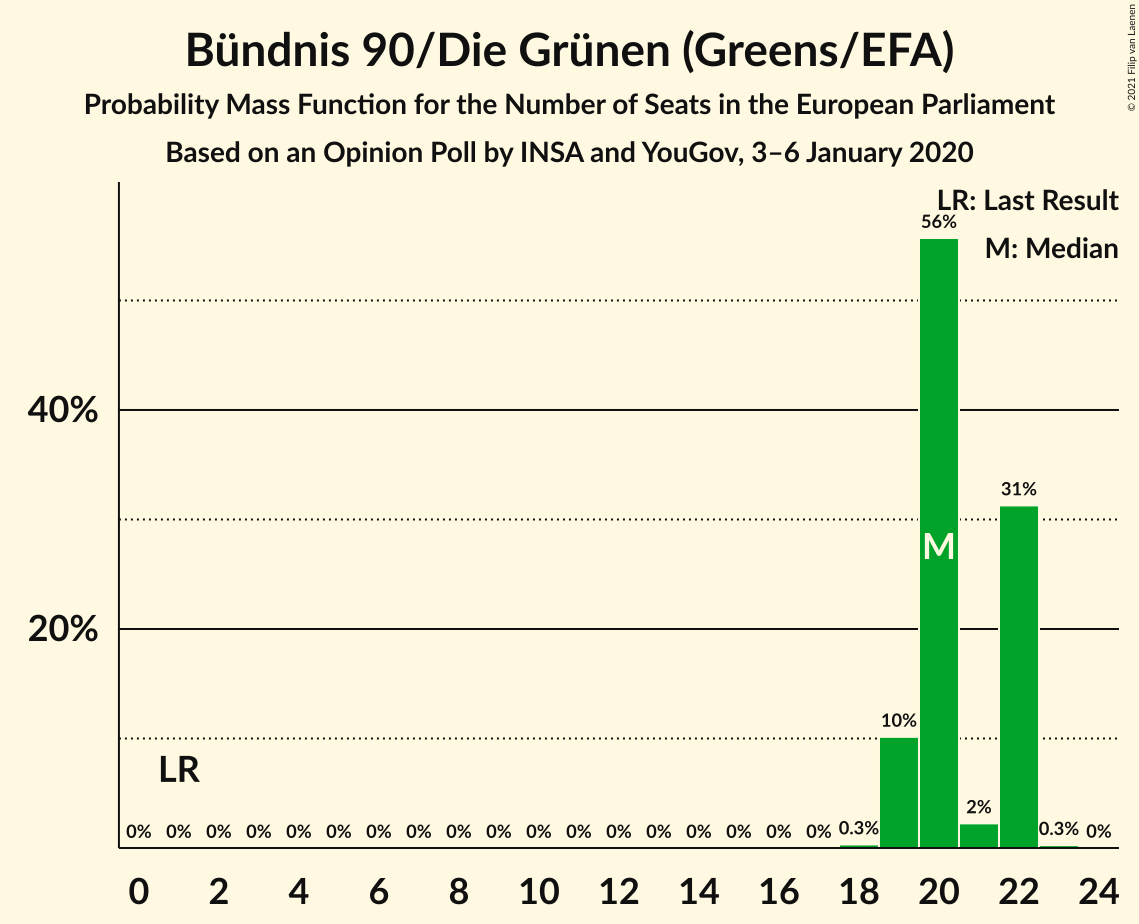 Bündnis 90/Die Grünen (Greens/EFA)
Probability Mass Function for the Number of Seats in the European Parliament
Based on an Opinion Poll by INSA and YouGov, 3–6 January 2020
© 2021 Filip van Laenen
LR: Last Result
56%
M: Median
40%
31%
M
20%
10%
LR
2%
0% 0% 0% 0% 0% 0% 0% 0% 0% 0% 0% 0% 0% 0% 0% 0% 0% 0% 0.3% 0.3% 0%
0 2 4 6 8 10 12 14 16 18 20 22 24